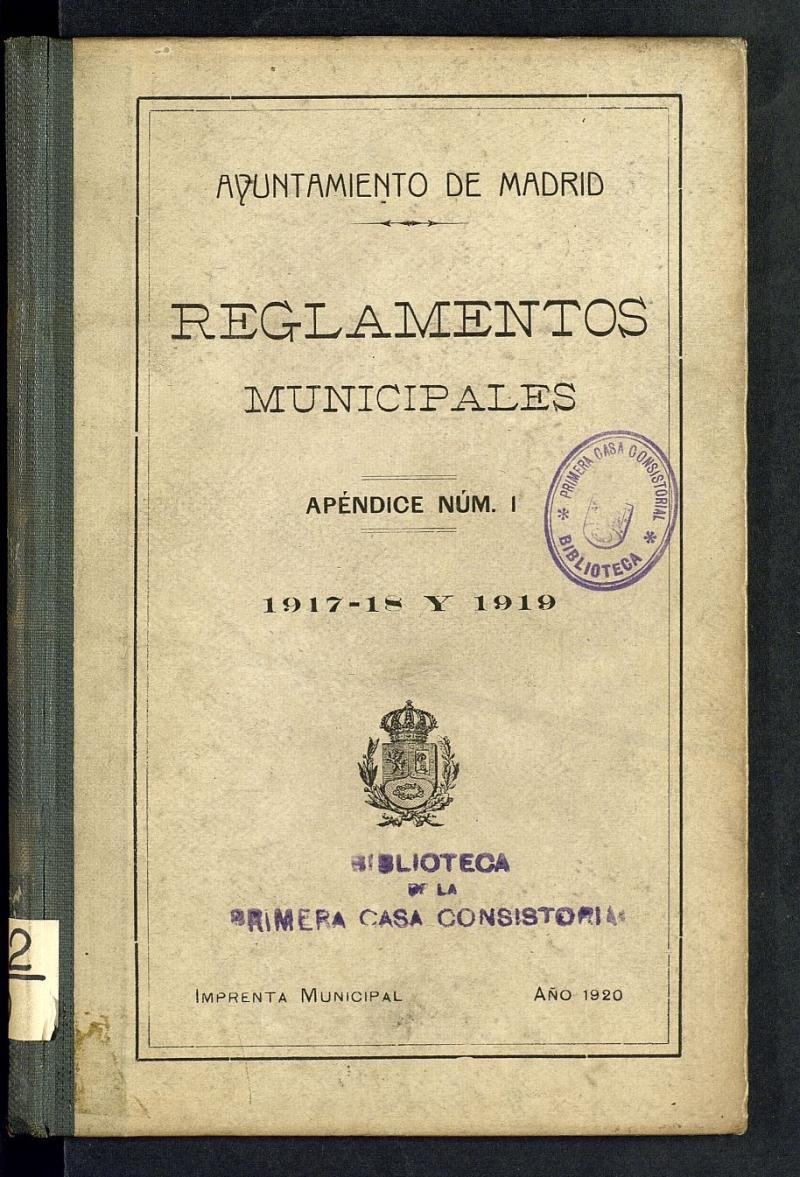 AYUNTAMIENTO DE MADRID
REGLAMENTOS
MUNICIPALES
APÉNDICE NÚM. I
PRIMERA CASA CONSISTORIAL
* BIBLIOTECA *
1917-18 Y 1919
BIBLIOTECA
DE LA
PRIMERA CASA CONSISTORIAL
2
IMPRENTA MUNICIPAL AÑO 1920